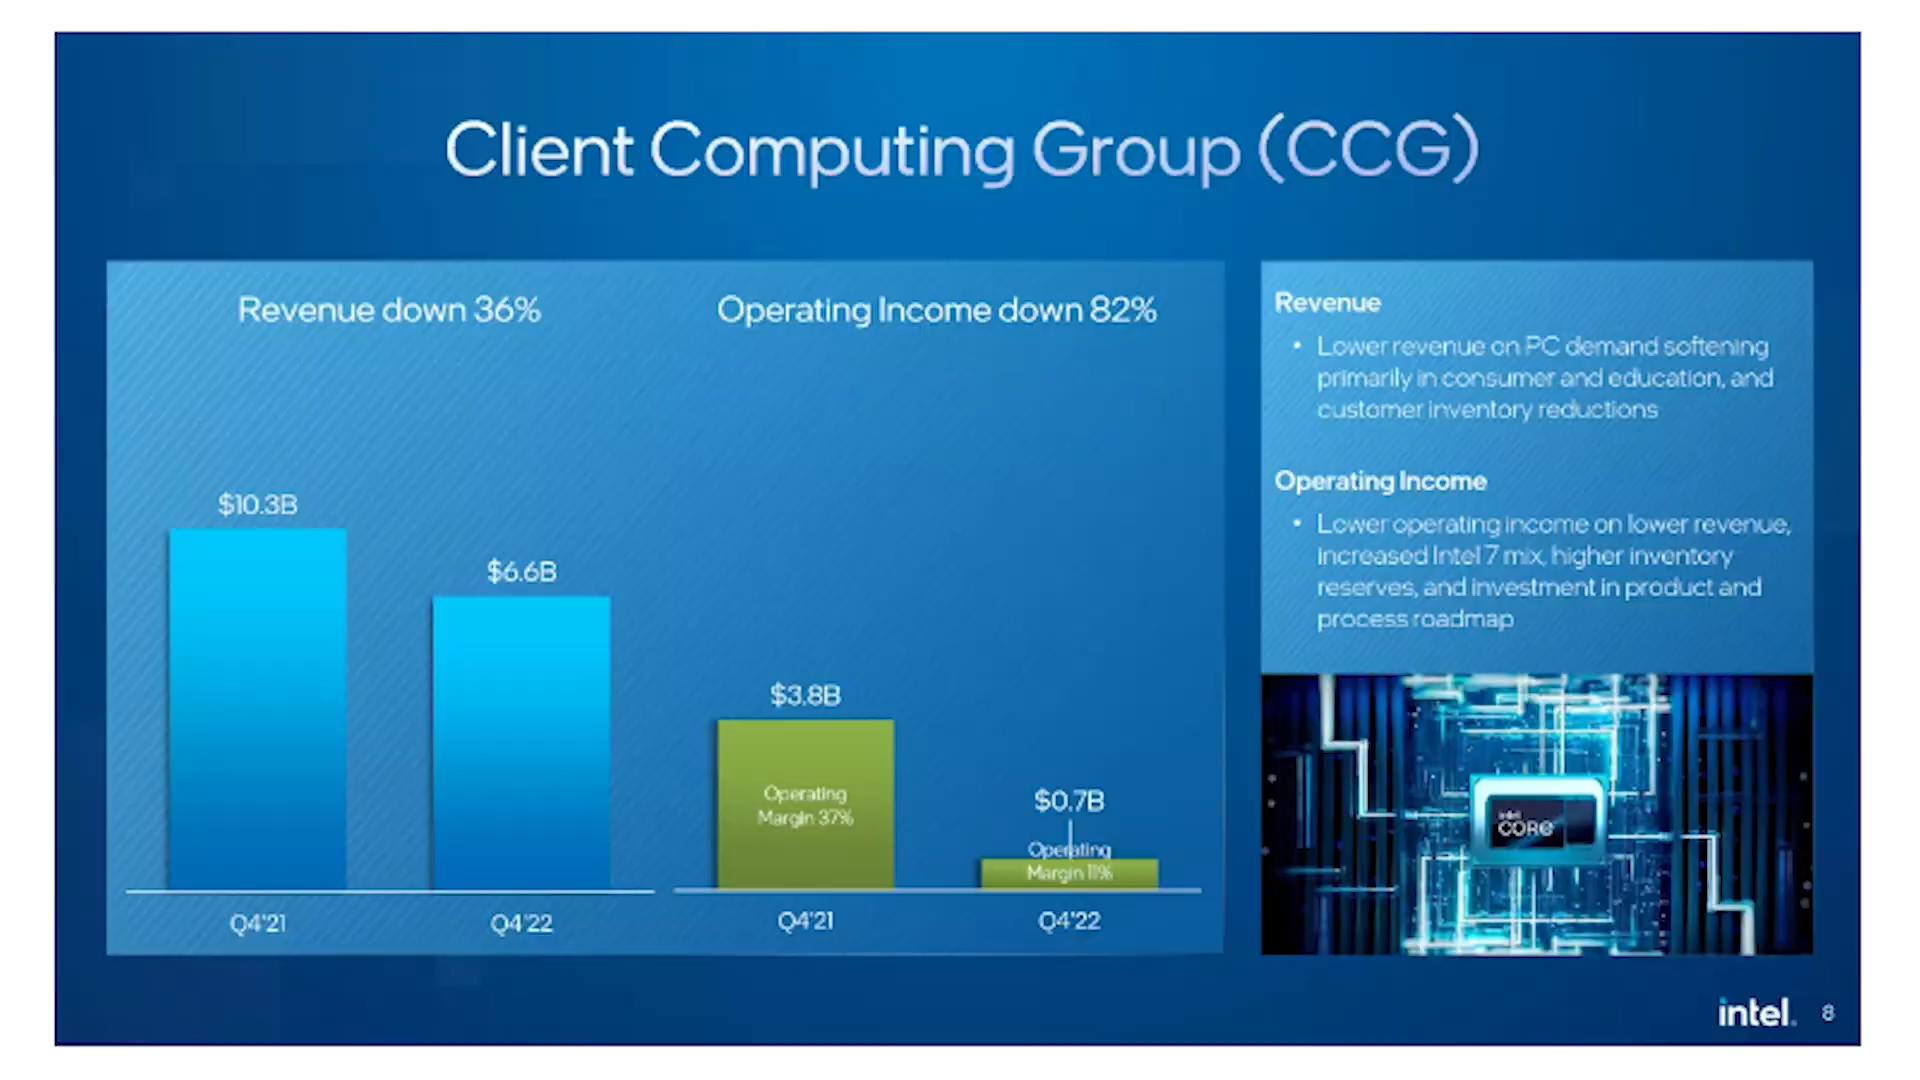 Client Computing Group (CCG)
Revenue down 36%
$10.3B
$6.6B
Q4'21
Q4'22
Operating Income down 82%
$3.8B
Operating
Margin 37%
$0.7B
Operating
Margin 11%
Q4'21
Q4'22
Revenue
• Lower revenue on PC demand softening
primarily in consumer and education, and
customer inventory reductions
Operating Income
• Lower operating income on lower revenue,
increased Intel 7 mix, higher inventory
reserves, and investment in product and
process roadmap
intel
CORE
intel. 8